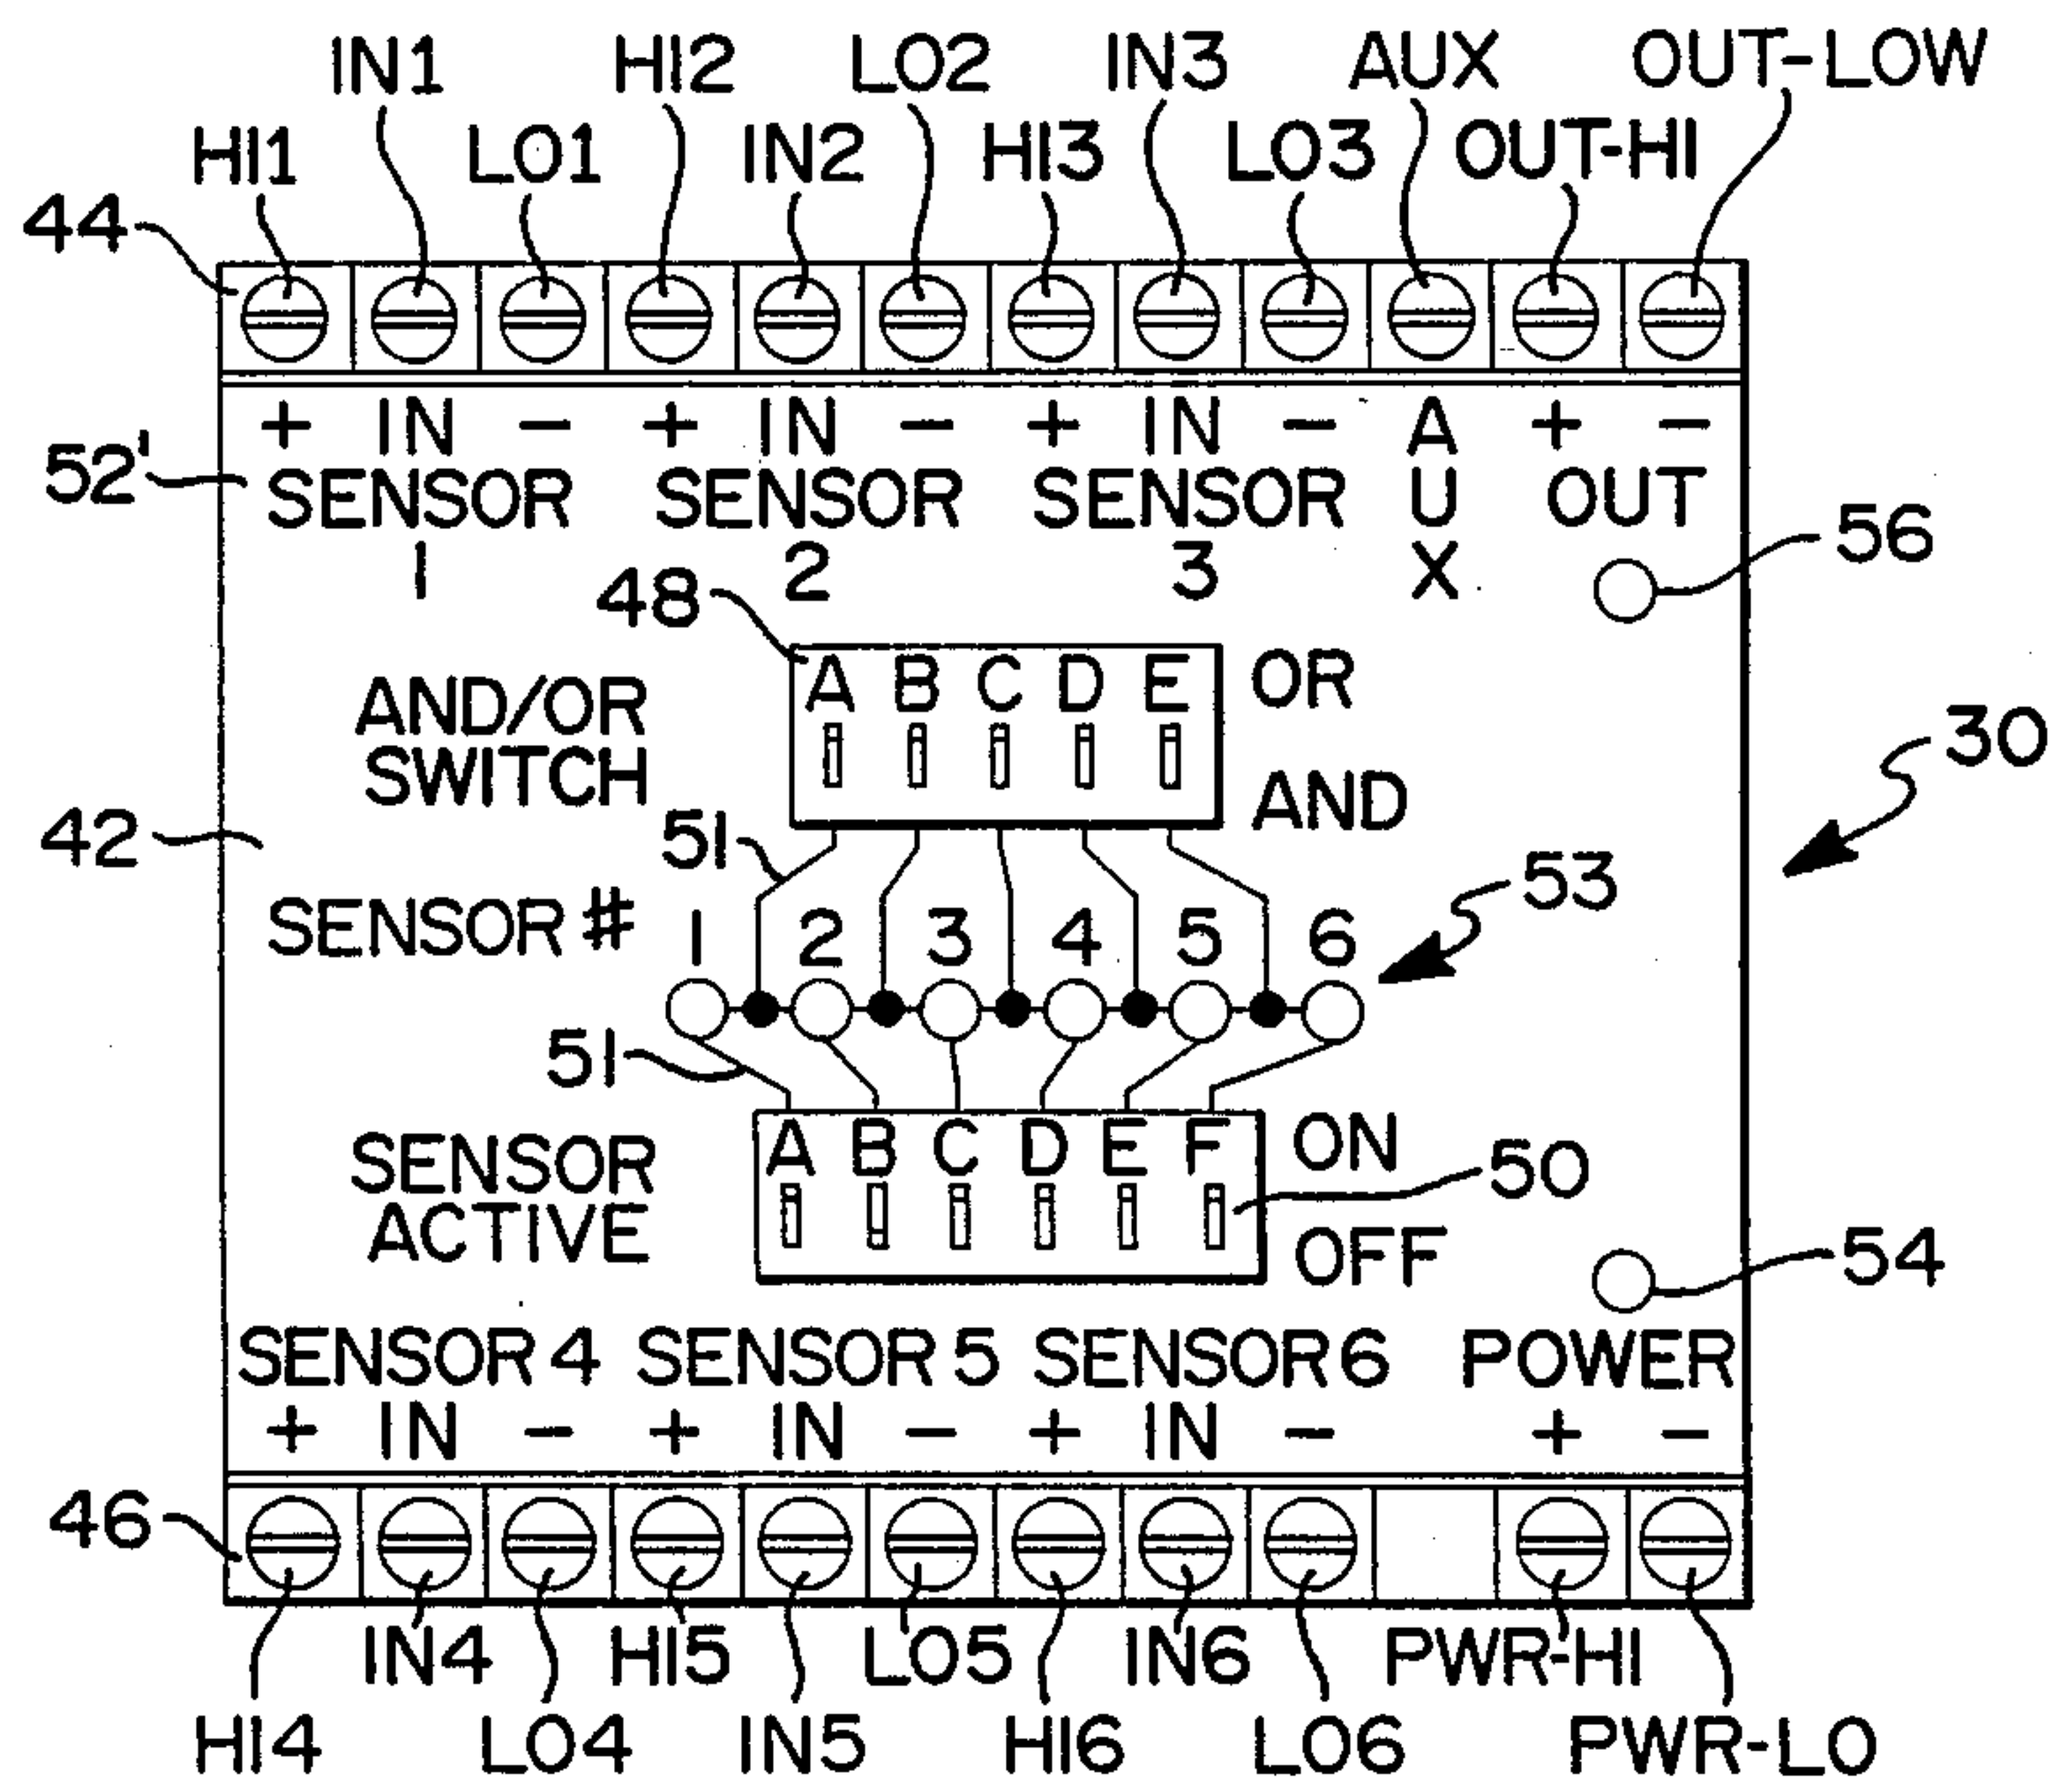 IN1 HI2 LO2 IN3 AUX OUT-LOW
HI1 LO1 IN2 HI3 LO3 OUT-HI
44
+ IN - + IN - + IN - A + -
52' SENSOR SENSOR SENSOR U OUT
1 2 3 X
56
48
A B C D E OR
AND/OR
SWITCH
30
AND
42
51
53
SENSOR # 1 2 3 4 5 6
51
A B C D E F ON
SENSOR
50
ACTIVE
OFF
54
SENSOR 4 SENSOR 5 SENSOR 6 POWER
+ IN - + IN - + IN - + -
46
IN4 HI5 LO5 IN6 PWR-HI
HI4 LO4 IN5 HI6 LO6 PWR-LO